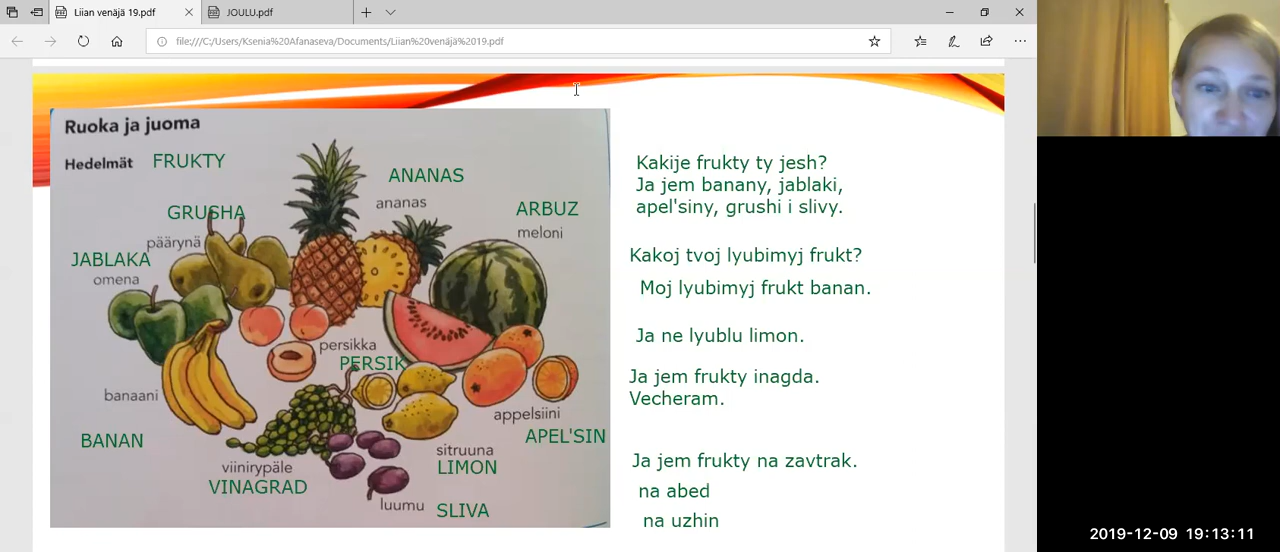 Liian venäjä 19.pdf
JOULU.pdf
file:///C:/Users/Ksenia%20Afanaseva/Documents/Liian%20venäjä%2019.pdf
Ruoka ja juoma
Hedelmät FRUKTY
ANANAS
ananas
GRUSHA
päärynä
ARBUZ
meloni
JABLAKA
omena
persikka
PERSIK
banaani
BANAN
appelsiini
APEL'SIN
sitruuna
LIMON
viinirypäle
VINAGRAD
luumu SLIVA
Kakije frukty ty jesh?
Ja jem banany, jablaki,
apel'siny, grushi i slivy.
Kakoj tvoj lyubimyj frukt?
Moj lyubimyj frukt banan.
Ja ne lyublu limon.
Ja jem frukty inagda.
Vecheram.
Ja jem frukty na zavtrak.
na abed
na uzhin
2019-12-09 19:13:11